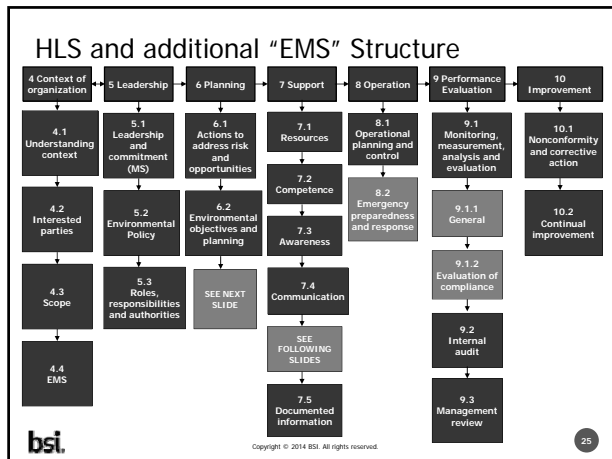 HLS and additional “EMS” Structure
4 Context of
organization
5 Leadership
6 Planning
7 Support
8 Operation
9 Performance
Evaluation
10
Improvement
4.1
Understanding
context
4.2
Interested
parties
4.3
Scope
4.4
EMS
5.1
Leadership
and
commitment
(MS)
5.2
Environmental
Policy
5.3
Roles,
responsibilities
and authorities
6.1
Actions to
address risk
and
opportunities
6.2
Environmental
objectives and
planning
SEE NEXT
SLIDE
7.1
Resources
7.2
Competence
7.3
Awareness
7.4
Communication
SEE
FOLLOWING
SLIDES
7.5
Documented
information
8.1
Operational
planning and
control
8.2
Emergency
preparedness
and response
9.1
Monitoring,
measurement,
analysis and
evaluation
9.1.1
General
9.1.2
Evaluation of
compliance
9.2
Internal
audit
9.3
Management
review
10.1
Nonconformity
and corrective
action
10.2
Continual
improvement
bsi.
Copyright © 2014 BSI. All rights reserved.
25